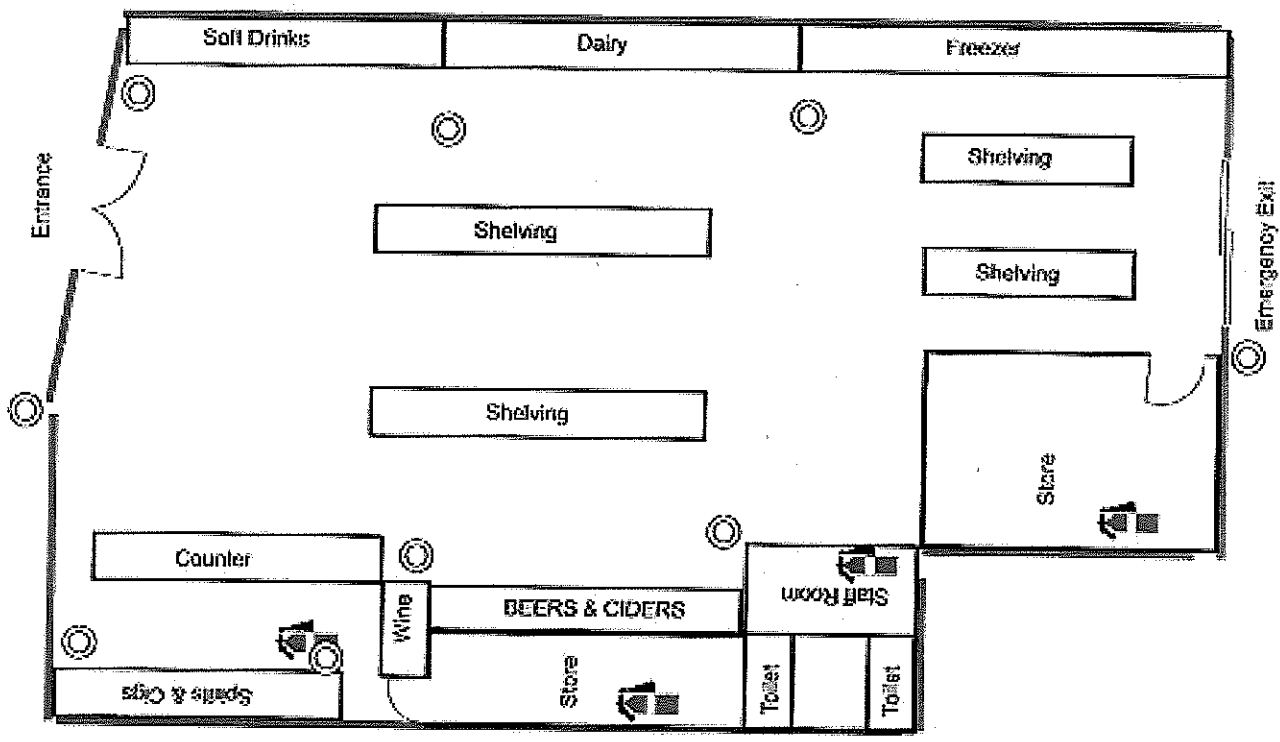 Soft Drinks
Dairy
Freezer
Entrance
Shelving
Shelving
Shelving
Emergency Exit
Shelving
Store
Counter
Wine
BEERS & CIDERS
Staff Room
Spirits & Cigs
Store
Toilet
Toilet